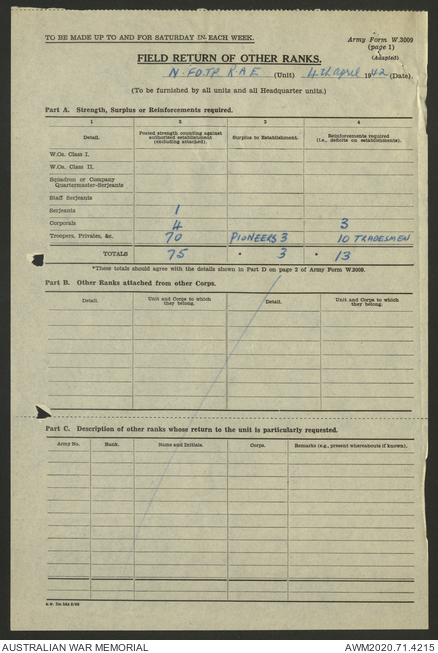 TO BE MADE UP TO AND FOR SATURDAY IN EACH WEEK.
Army Form W.3009
(page 1)
(Adapted)
FIELD RETURN OF OTHER RANKS.
N. F.D.T.P. R.A.E (Unit) 4th april 1942 (Date).
(To be furnished by all units and all Headquarter units.)
Part A. Strength, Surplus or Reinforcements required.
1 2 3 4
Detail. Posted strength counting against authorised establishment (excluding attached). Surplus to Establishment. Reinforcements required (i.e., deficits on establishments).
W.Os. Class I.
W.Os. Class II.
Squadron or Company
Quartermaster-Serjeants
Staff Serjeants
Serjeants 1
Corporals 4 3
Troopers, Privates, &c. 70 PIONEERS 3 10 TRADESMEN
TOTALS 75 * 3 * 13
*These totals should agree with the details shown in Part D on page 2 of Army Form W.3009.
Part B. Other Ranks attached from other Corps.
Detail. Unit and Corps to which they belong. Detail. Unit and Corps to which they belong.
Part C. Description of other ranks whose return to the unit is particularly requested.
Army No. Rank. Name and Initials. Corps. Remarks (e.g., present whereabouts if known).
AUSTRALIAN WAR MEMORIAL
AWM2020.71.4215